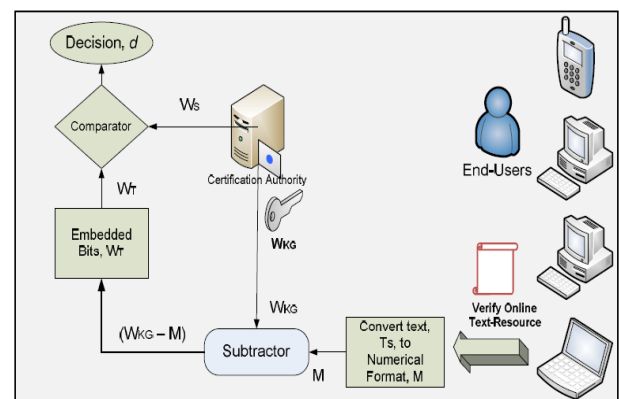 Decision, d
Ws
Comparator
Certification Authority
End-Users
WT
WKG
Embedded
Bits, WT
WKG
Verify Online
Text-Resource
(WKG – M)
Subtractor
M
Convert text,
Ts, to
Numerical
Format, M